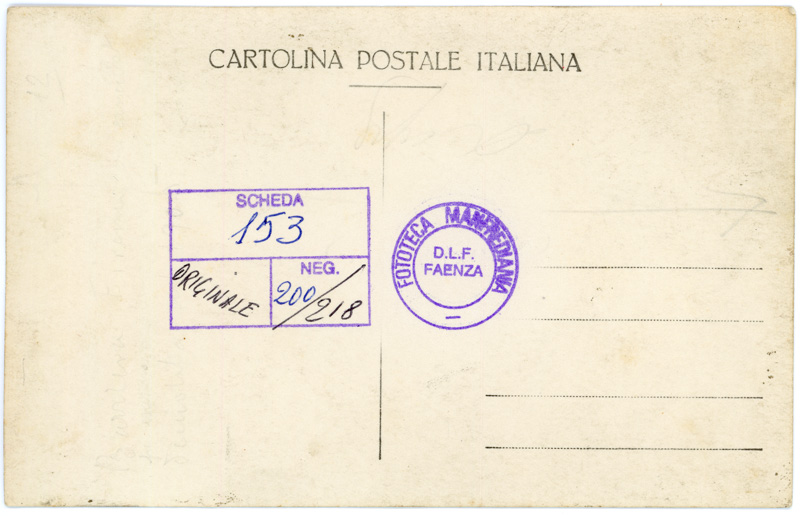 CARTOLINA POSTALE ITALIANA
SCHEDA
153
ORIGINALE
NEG.
200/218
FOTOTECA MANFREDIANA
D.L.F.
FAENZA